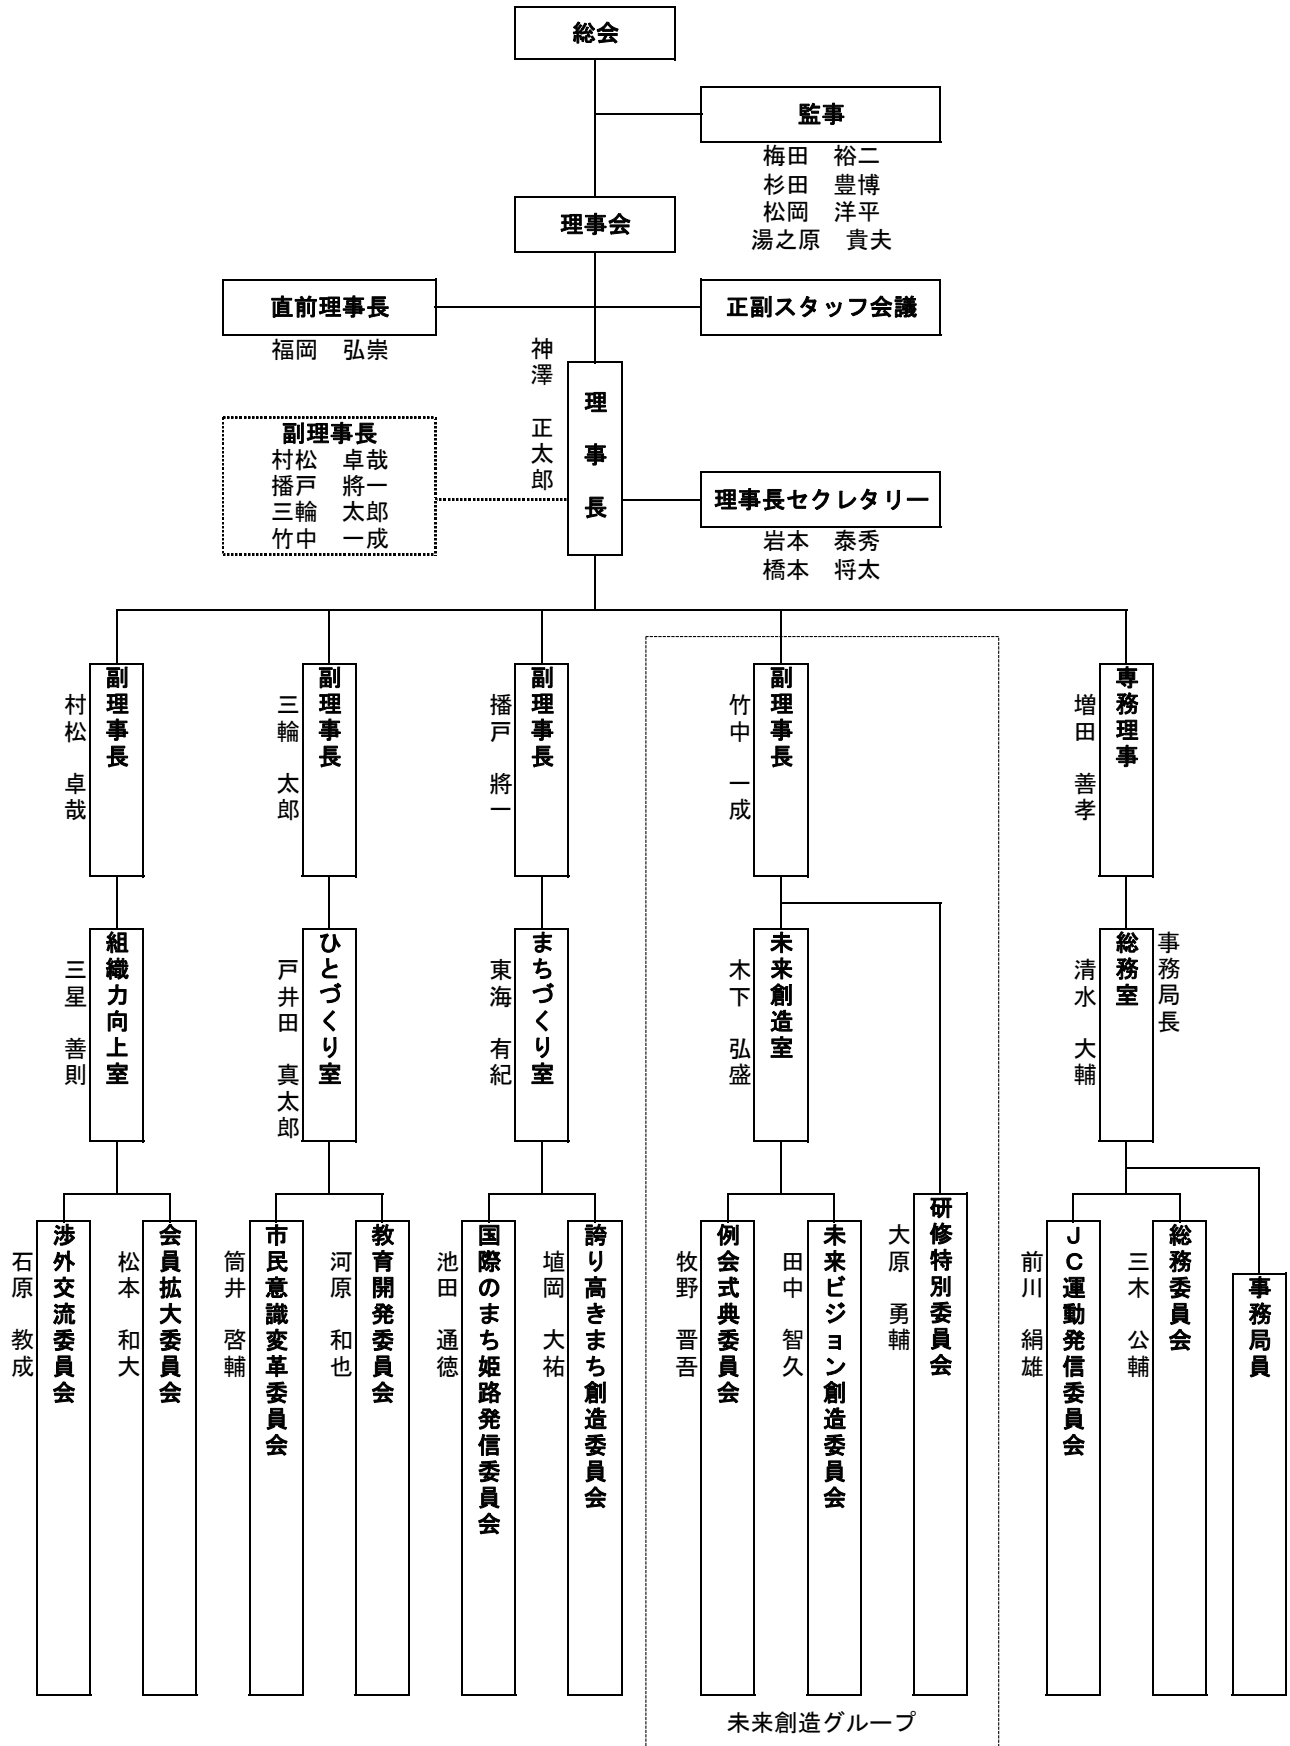 総会
監事
梅田　裕二
杉田　豊博
松岡　洋平
湯之原　貴夫
理事会
直前理事長
福岡　弘崇
正副スタッフ会議
神澤　正太郎
理事長
副理事長
村松　卓哉
播戸　將一
三輪　太郎
竹中　一成
理事長セクレタリー
岩本　泰秀
橋本　将太
村松　卓哉
副理事長
三輪　太郎
副理事長
播戸　將一
副理事長
竹中　一成
副理事長
増田　善孝
専務理事
三星　善則
組織力向上室
戸井田　真太郎
ひとづくり室
東海　有紀
まちづくり室
木下　弘盛
未来創造室
清水　大輔
総務室
事務局長
石原　教成
渉外交流委員会
松本　和大
会員拡大委員会
筒井　啓輔
市民意識変革委員会
河原　和也
教育開発委員会
池田　通徳
国際のまち姫路発信委員会
埴岡　大祐
誇り高きまち創造委員会
牧野　晋吾
例会式典委員会
田中　智久
未来ビジョン創造委員会
大原　勇輔
研修特別委員会
前川　絹雄
ＪＣ運動発信委員会
三木　公輔
総務委員会
事務局員
未来創造グループ